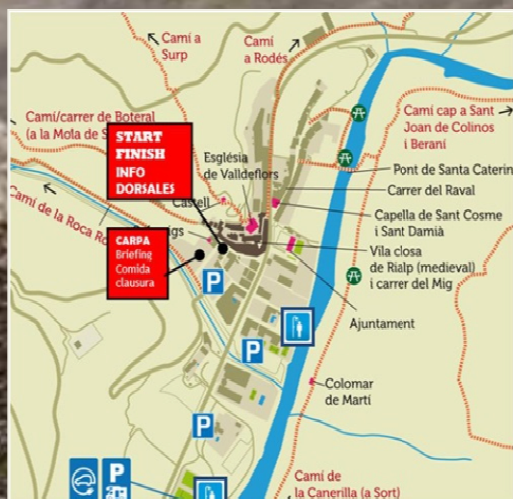 Camí a
Surp
Camí
a Rodés
Camí/carrer de Boteral
(a la Mola de S
START
FINISH
INFO
DORSALES
Església
de Valldeflors
Camí cap a Sant
Joan de Colinos
i Beraní
Pont de Santa Caterin
Carrer del Raval
Castell
Camí de la Roca Ro
Capella de Sant Cosme
i Sant Damià
gs
CARPA
Briefing
Comida
clausura
Vila closa
de Rialp (medieval)
i carrer del Mig
P
Ajuntament
P
Colomar
de Martí
P
P
Camí de
la Canerilla (a Sort)